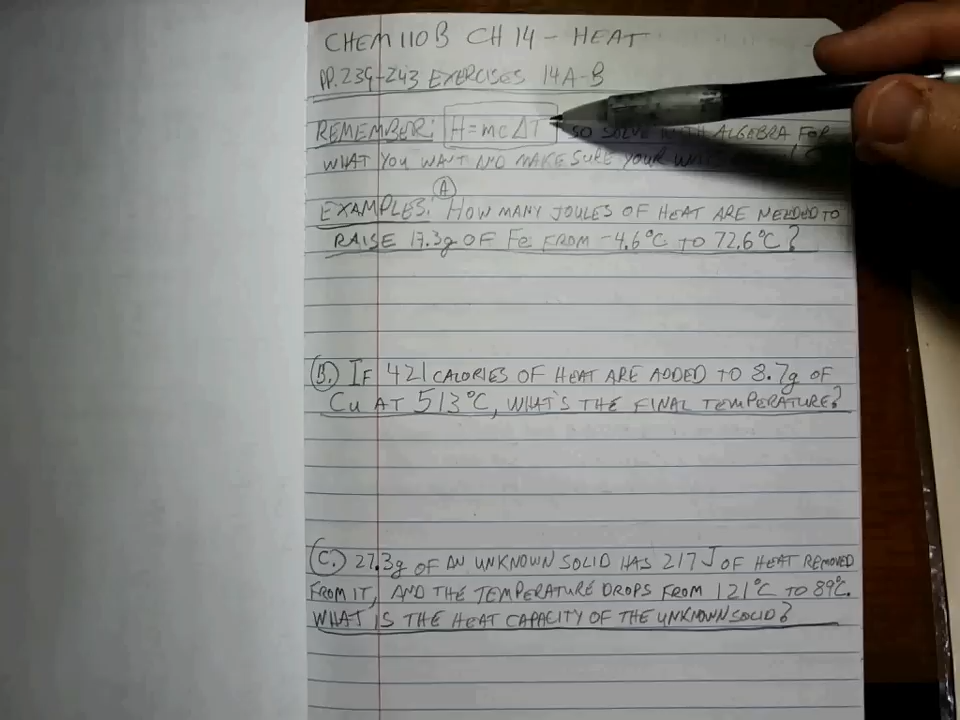 CHEM 110B CH 14 - HEAT
PP. 239-243 EXERCISES 14A-B
REMEMBER: H = mcΔT SO SOLVE WITH ALGEBRA FOR
WHAT YOU WANT AND MAKE SURE YOUR
EXAMPLES: (A) HOW MANY JOULES OF HEAT ARE NEEDED TO
RAISE 17.3g OF Fe FROM -4.6°C TO 72.6°C?
(B.) IF 421 CALORIES OF HEAT ARE ADDED TO 8.7g OF
Cu AT 513°C, WHAT'S THE FINAL TEMPERATURE?
(C.) 27.3g OF AN UNKNOWN SOLID HAS 217 J OF HEAT REMOVED
FROM IT, AND THE TEMPERATURE DROPS FROM 121°C TO 89°C.
WHAT IS THE HEAT CAPACITY OF THE UNKNOWN SOLID?